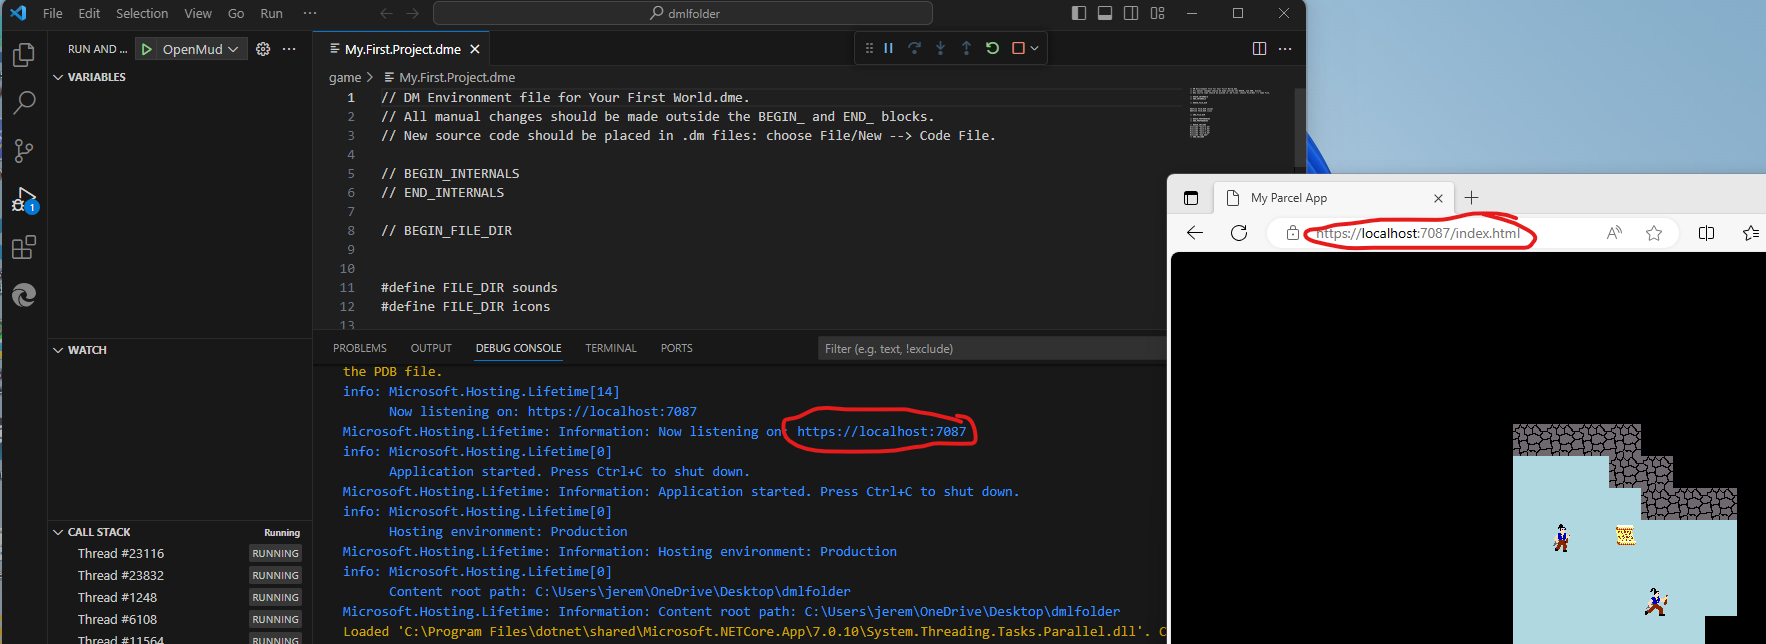 File Edit Selection View Go Run ··· dmlfolder
RUN AND ... OpenMud ···
VARIABLES
WATCH
CALL STACK Running
Thread #23116 RUNNING
Thread #23832 RUNNING
Thread #1248 RUNNING
Thread #6108 RUNNING
Thread #11564 RUNNING
1
My.First.Project.dme
game > My.First.Project.dme
1 // DM Environment file for Your First World.dme.
2 // All manual changes should be made outside the BEGIN_ and END_ blocks.
3 // New source code should be placed in .dm files: choose File/New --> Code File.
4
5 // BEGIN_INTERNALS
6 // END_INTERNALS
7
8 // BEGIN_FILE_DIR
9
10
11 #define FILE_DIR sounds
12 #define FILE_DIR icons
13
PROBLEMS OUTPUT DEBUG CONSOLE TERMINAL PORTS Filter (e.g. text, !exclude)
the PDB file.
info: Microsoft.Hosting.Lifetime[14]
Now listening on: https://localhost:7087
Microsoft.Hosting.Lifetime: Information: Now listening on: https://localhost:7087
info: Microsoft.Hosting.Lifetime[0]
Application started. Press Ctrl+C to shut down.
Microsoft.Hosting.Lifetime: Information: Application started. Press Ctrl+C to shut down.
info: Microsoft.Hosting.Lifetime[0]
Hosting environment: Production
Microsoft.Hosting.Lifetime: Information: Hosting environment: Production
info: Microsoft.Hosting.Lifetime[0]
Content root path: C:\Users\jerem\OneDrive\Desktop\dmlfolder
Microsoft.Hosting.Lifetime: Information: Content root path: C:\Users\jerem\OneDrive\Desktop\dmlfolder
Loaded 'C:\Program Files\dotnet\shared\Microsoft.NETCore.App\7.0.10\System.Threading.Tasks.Parallel.dll'. C
My Parcel App
https://localhost:7087/index.html